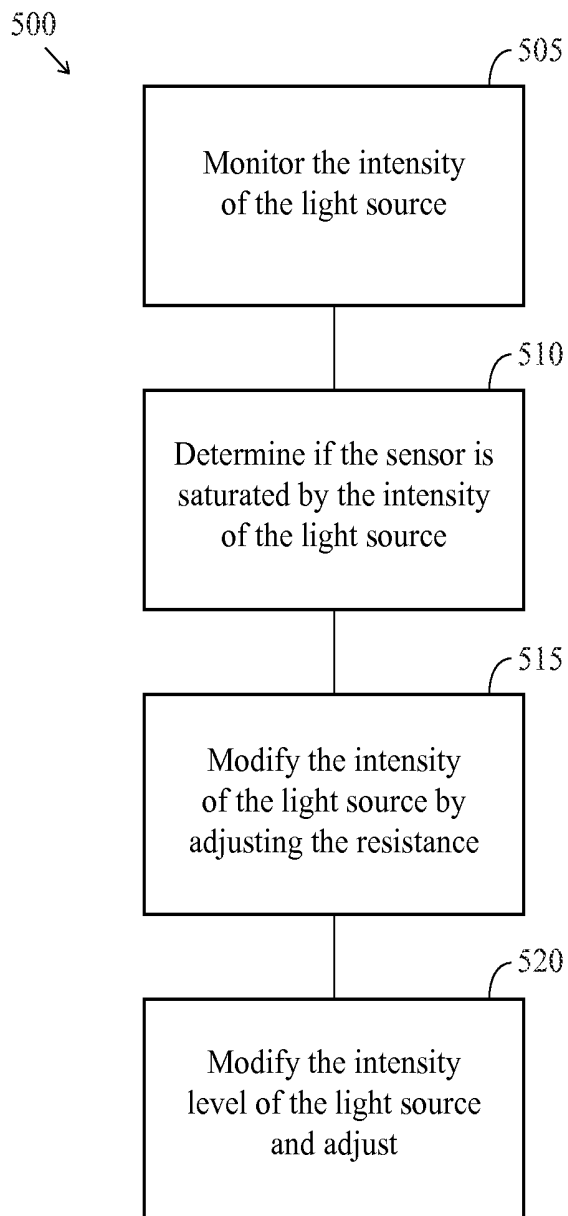 500
505
Monitor the intensity
of the light source
510
Determine if the sensor is
saturated by the intensity
of the light source
515
Modify the intensity
of the light source by
adjusting the resistance
520
Modify the intensity
level of the light source
and adjust